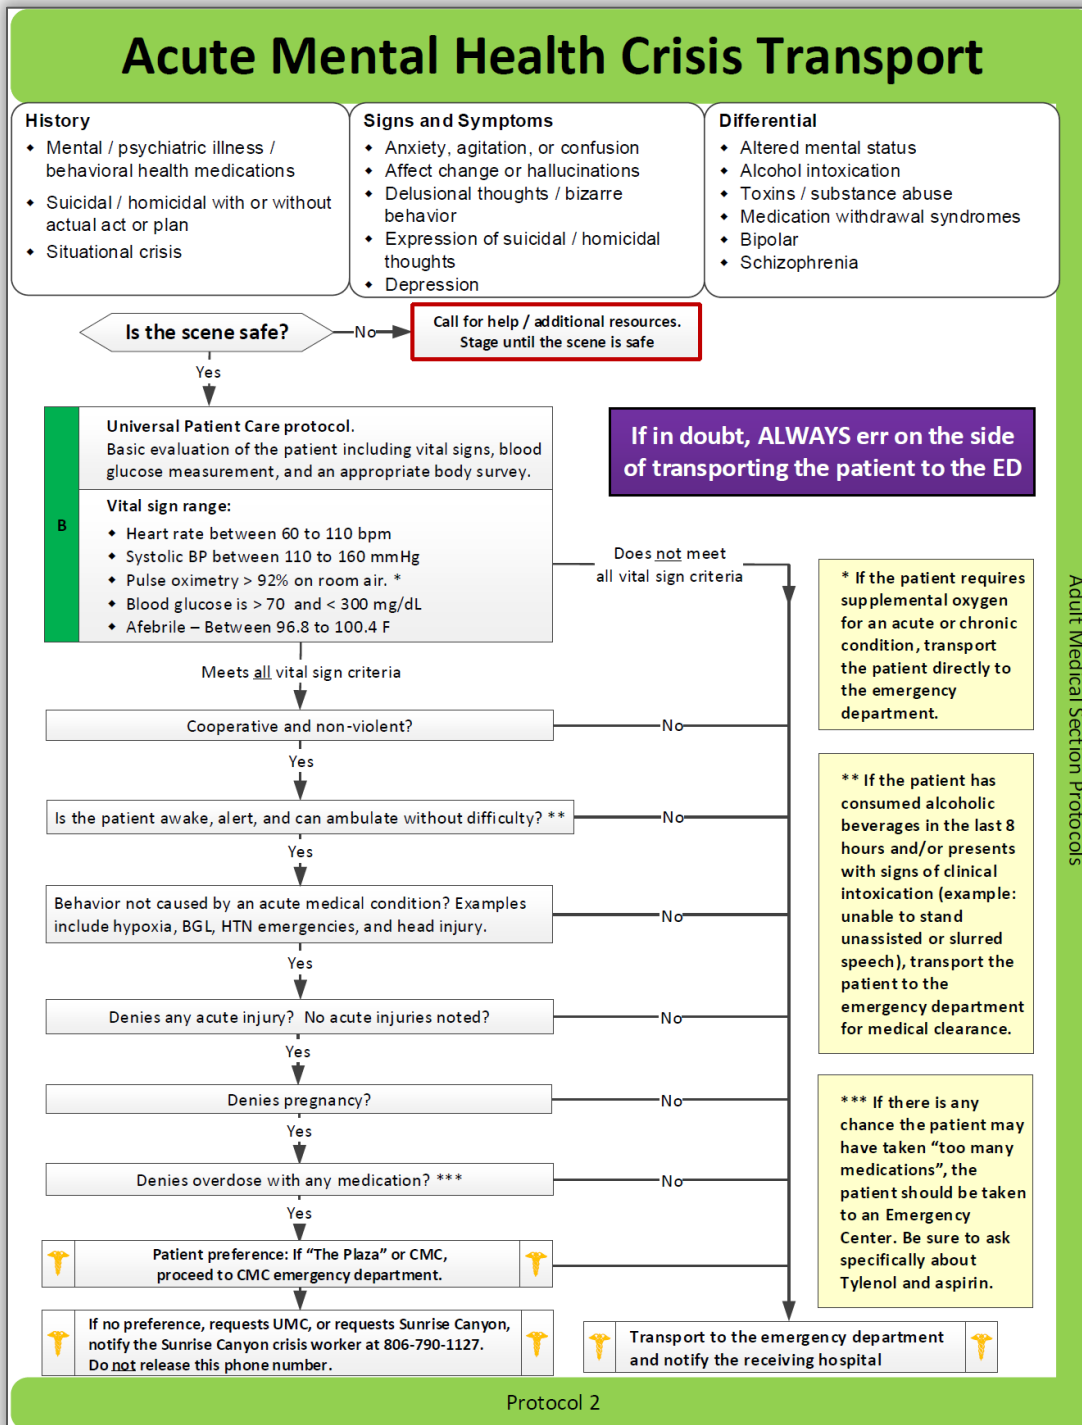 Acute Mental Health Crisis Transport
History
Mental / psychiatric illness /
behavioral health medications
Suicidal / homicidal with or without
actual act or plan
Situational crisis
Signs and Symptoms
Anxiety, agitation, or confusion
Affect change or hallucinations
Delusional thoughts / bizarre
behavior
Expression of suicidal / homicidal
thoughts
Depression
Differential
Altered mental status
Alcohol intoxication
Toxins / substance abuse
Medication withdrawal syndromes
Bipolar
Schizophrenia
Is the scene safe?
No
Call for help / additional resources.
Stage until the scene is safe
Yes
B
Universal Patient Care protocol.
Basic evaluation of the patient including vital signs, blood
glucose measurement, and an appropriate body survey.
Vital sign range:
Heart rate between 60 to 110 bpm
Systolic BP between 110 to 160 mmHg
Pulse oximetry > 92% on room air. *
Blood glucose is > 70 and < 300 mg/dL
Afebrile – Between 96.8 to 100.4 F
If in doubt, ALWAYS err on the side
of transporting the patient to the ED
Does not meet
all vital sign criteria
Meets all vital sign criteria
Cooperative and non-violent?
No
Yes
Is the patient awake, alert, and can ambulate without difficulty? **
No
Yes
Behavior not caused by an acute medical condition? Examples
include hypoxia, BGL, HTN emergencies, and head injury.
No
Yes
Denies any acute injury? No acute injuries noted?
No
Yes
Denies pregnancy?
No
Yes
Denies overdose with any medication? ***
No
Yes
Patient preference: If “The Plaza” or CMC,
proceed to CMC emergency department.
If no preference, requests UMC, or requests Sunrise Canyon,
notify the Sunrise Canyon crisis worker at 806-790-1127.
Do not release this phone number.
Transport to the emergency department
and notify the receiving hospital
* If the patient requires
supplemental oxygen
for an acute or chronic
condition, transport
the patient directly to
the emergency
department.
** If the patient has
consumed alcoholic
beverages in the last 8
hours and/or presents
with signs of clinical
intoxication (example:
unable to stand
unassisted or slurred
speech), transport the
patient to the
emergency department
for medical clearance.
*** If there is any
chance the patient may
have taken “too many
medications”, the
patient should be taken
to an Emergency
Center. Be sure to ask
specifically about
Tylenol and aspirin.
Adult Medical Section Protocols
Protocol 2